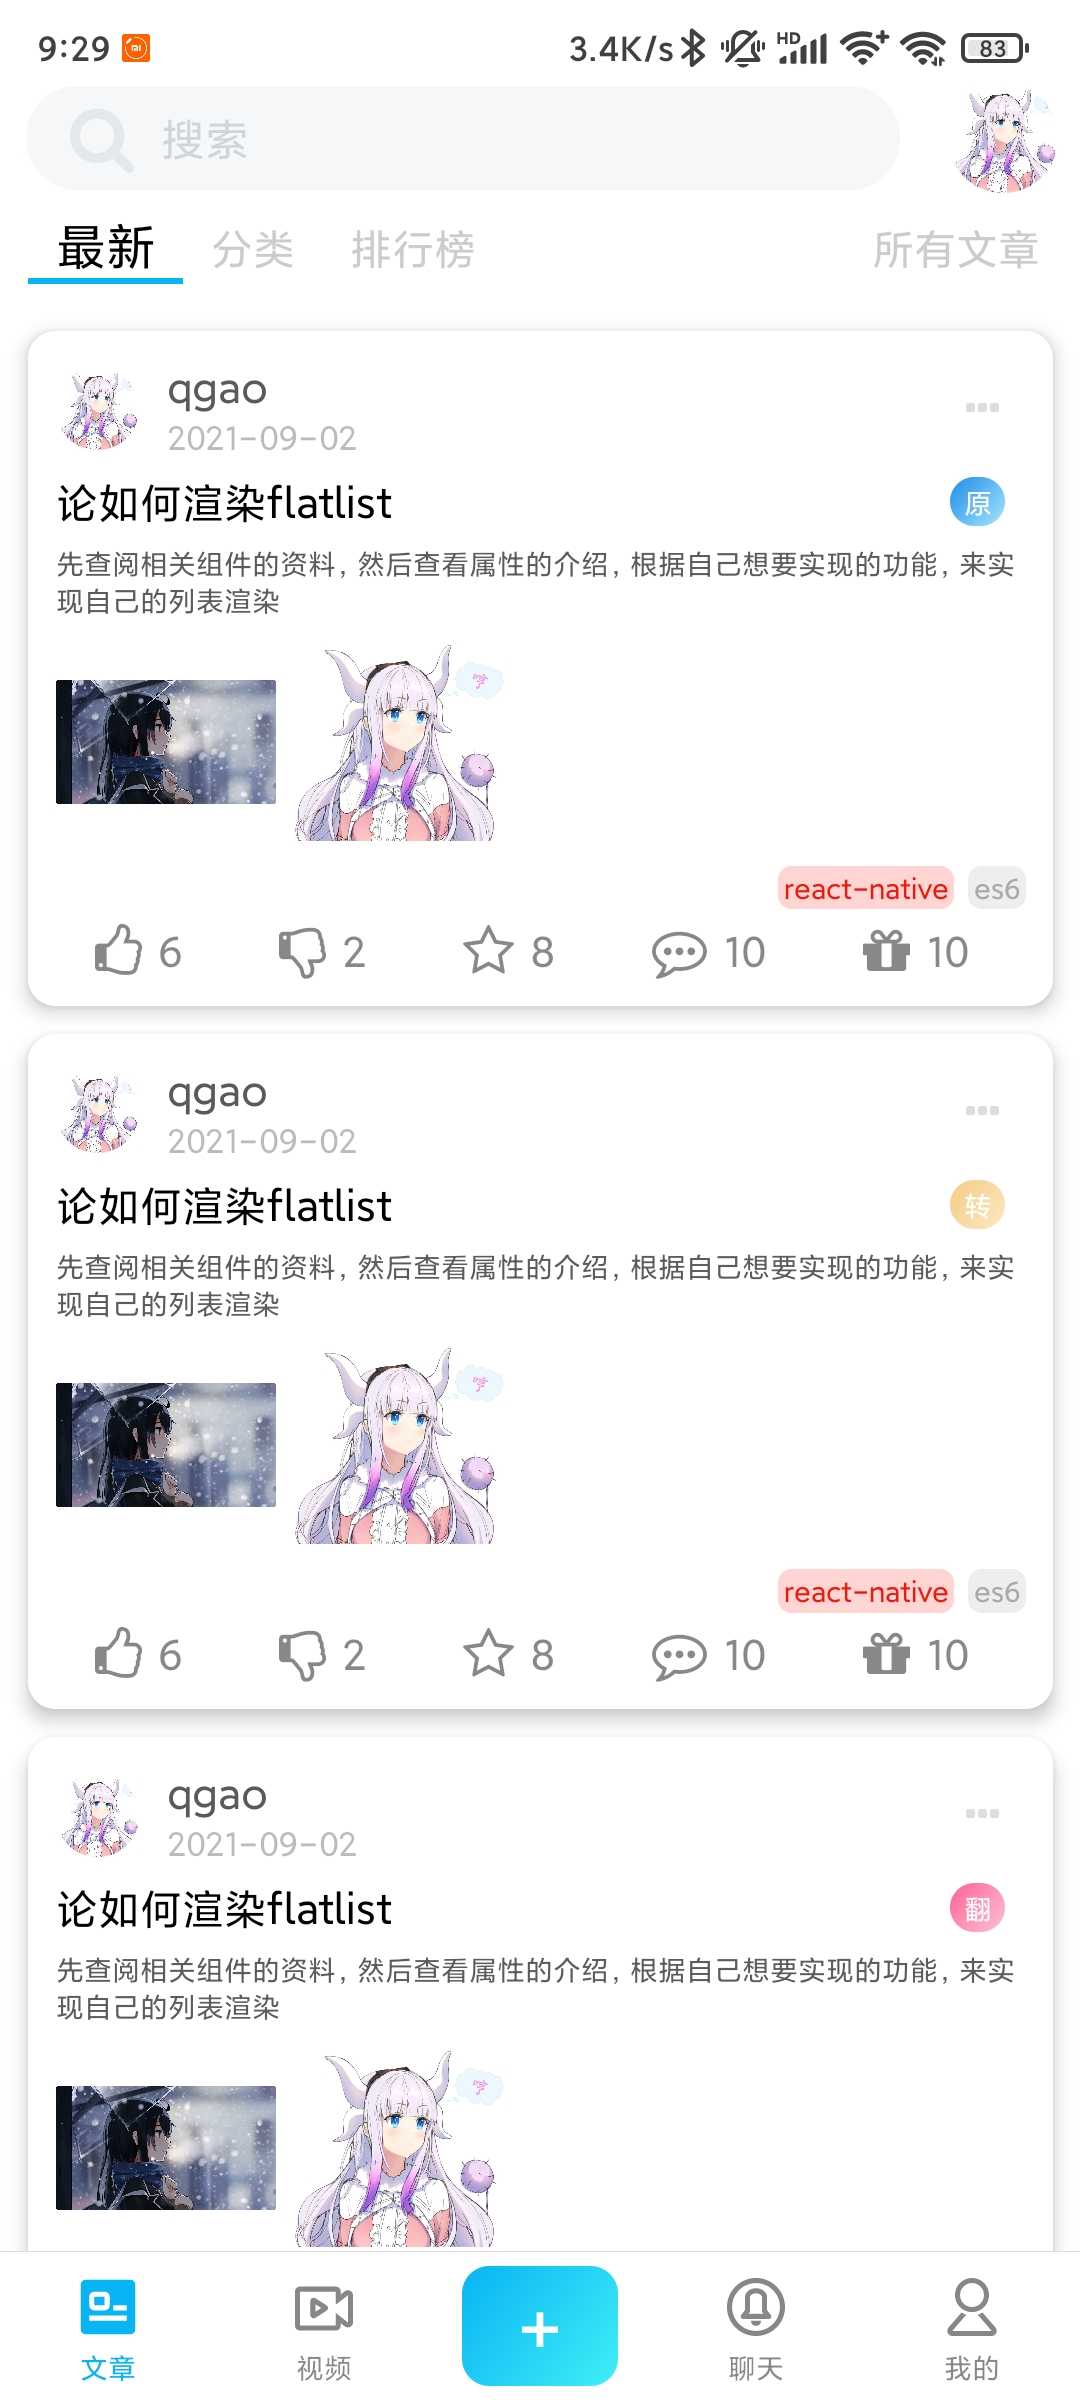 9:29
3.4K/s
HD
83
搜索
最新 分类 排行榜 所有文章
qgao
2021-09-02
论如何渲染flatlist
原
先查阅相关组件的资料,然后查看属性的介绍,根据自己想要实现的功能,来实
现自己的列表渲染
哼
react-native es6
6 2 8 10 10
qgao
2021-09-02
论如何渲染flatlist
转
先查阅相关组件的资料,然后查看属性的介绍,根据自己想要实现的功能,来实
现自己的列表渲染
哼
react-native es6
6 2 8 10 10
qgao
2021-09-02
论如何渲染flatlist
翻
先查阅相关组件的资料,然后查看属性的介绍,根据自己想要实现的功能,来实
现自己的列表渲染
哼
文章 视频 聊天 我的